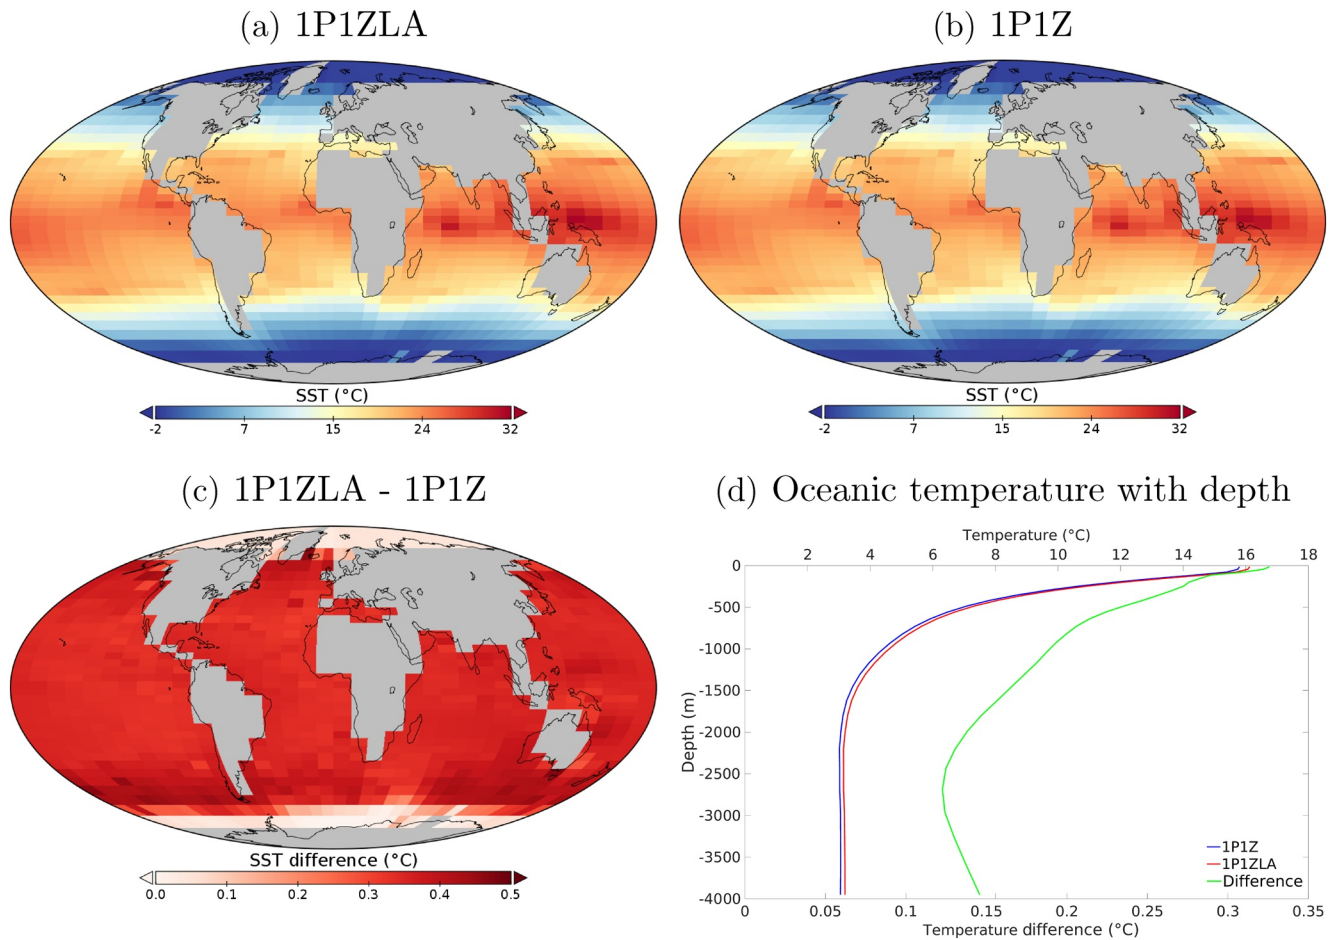 (a) 1P1ZLA
(b) 1P1Z
SST (°C)
-2 7 15 24 32
SST (°C)
-2 7 15 24 32
(c) 1P1ZLA - 1P1Z
(d) Oceanic temperature with depth
SST difference (°C)
0.0 0.1 0.2 0.3 0.4 0.5
Temperature (°C)
2 4 6 8 10 12 14 16 18
Depth (m)
0
-500
-1000
-1500
-2000
-2500
-3000
-3500
-4000
1P1Z
1P1ZLA
Difference
0 0.05 0.1 0.15 0.2 0.25 0.3 0.35
Temperature difference (°C)